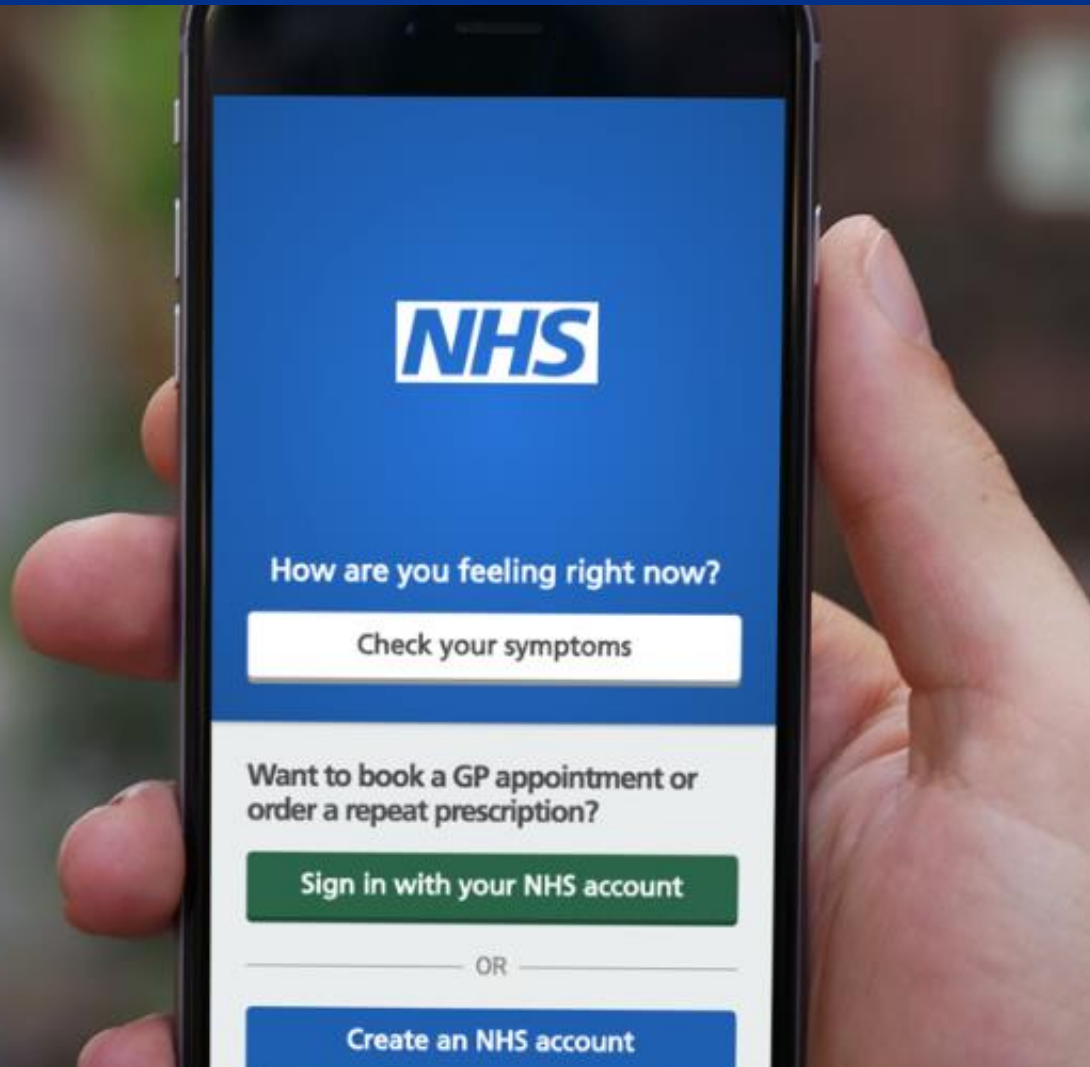 NHS
How are you feeling right now?
Check your symptoms
Want to book a GP appointment or
order a repeat prescription?
Sign in with your NHS account
OR
Create an NHS account